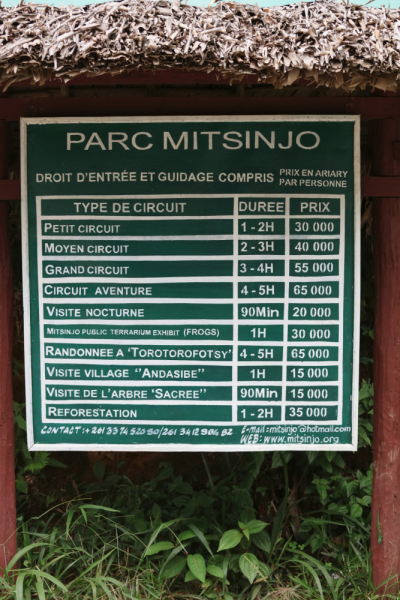 PARC MITSINJO
DROIT D'ENTRÉE ET GUIDAGE COMPRIS PRIX EN ARIARY PAR PERSONNE
TYPE DE CIRCUIT DUREE PRIX
PETIT CIRCUIT 1 - 2H 30 000
MOYEN CIRCUIT 2 - 3H 40 000
GRAND CIRCUIT 3 - 4H 55 000
CIRCUIT AVENTURE 4 - 5H 65 000
VISITE NOCTURNE 90Min 20 000
MITSINJO PUBLIC TERRARIUM EXHIBIT (FROGS) 1H 30 000
RANDONNEE A 'TOROTOROFOTSY' 4 - 5H 65 000
VISITE VILLAGE ''ANDASIBE'' 1H 15 000
VISITE DE L'ARBRE 'SACREE'' 90Min 15 000
REFORESTATION 1 - 2H 35 000
CONTACT: E-mail: mitsinjo@hotmail.com
WEB: www.mitsinjo.org